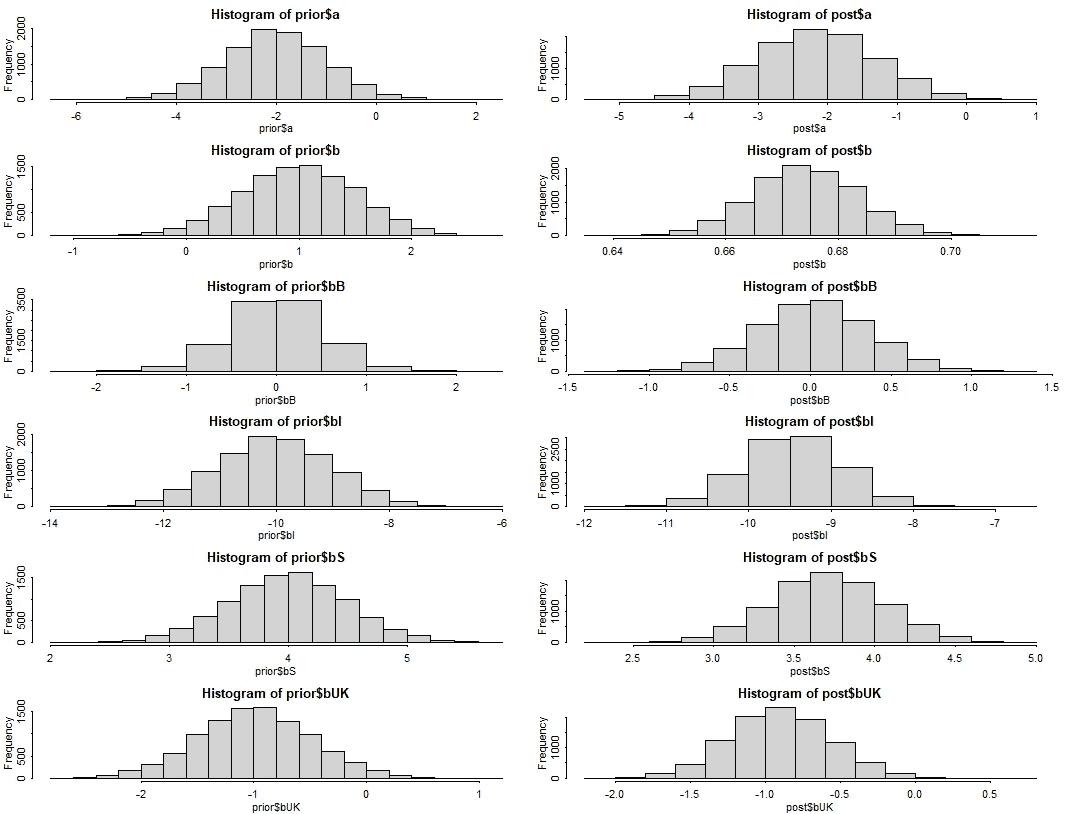 Histogram of prior$a
Frequency
0 1000 2000
-6 -4 -2 0 2
prior$a
Histogram of post$a
Frequency
0 1000
-5 -4 -3 -2 -1 0 1
post$a
Histogram of prior$b
Frequency
0 500 1500
-1 0 1 2
prior$b
Histogram of post$b
Frequency
0 1000 2000
0.64 0.66 0.68 0.70
post$b
Histogram of prior$bB
Frequency
0 1500 3500
-2 -1 0 1 2
prior$bB
Histogram of post$bB
Frequency
0 1000
-1.5 -1.0 -0.5 0.0 0.5 1.0 1.5
post$bB
Histogram of prior$bI
Frequency
0 1000 2000
-14 -12 -10 -8 -6
prior$bI
Histogram of post$bI
Frequency
0 1000 2500
-12 -11 -10 -9 -8 -7
post$bI
Histogram of prior$bS
Frequency
0 500 1500
2 3 4 5
prior$bS
Histogram of post$bS
Frequency
0 1000
2.5 3.0 3.5 4.0 4.5 5.0
post$bS
Histogram of prior$bUK
Frequency
0 500 1500
-2 -1 0 1
prior$bUK
Histogram of post$bUK
Frequency
0 1000
-2.0 -1.5 -1.0 -0.5 0.0 0.5
post$bUK